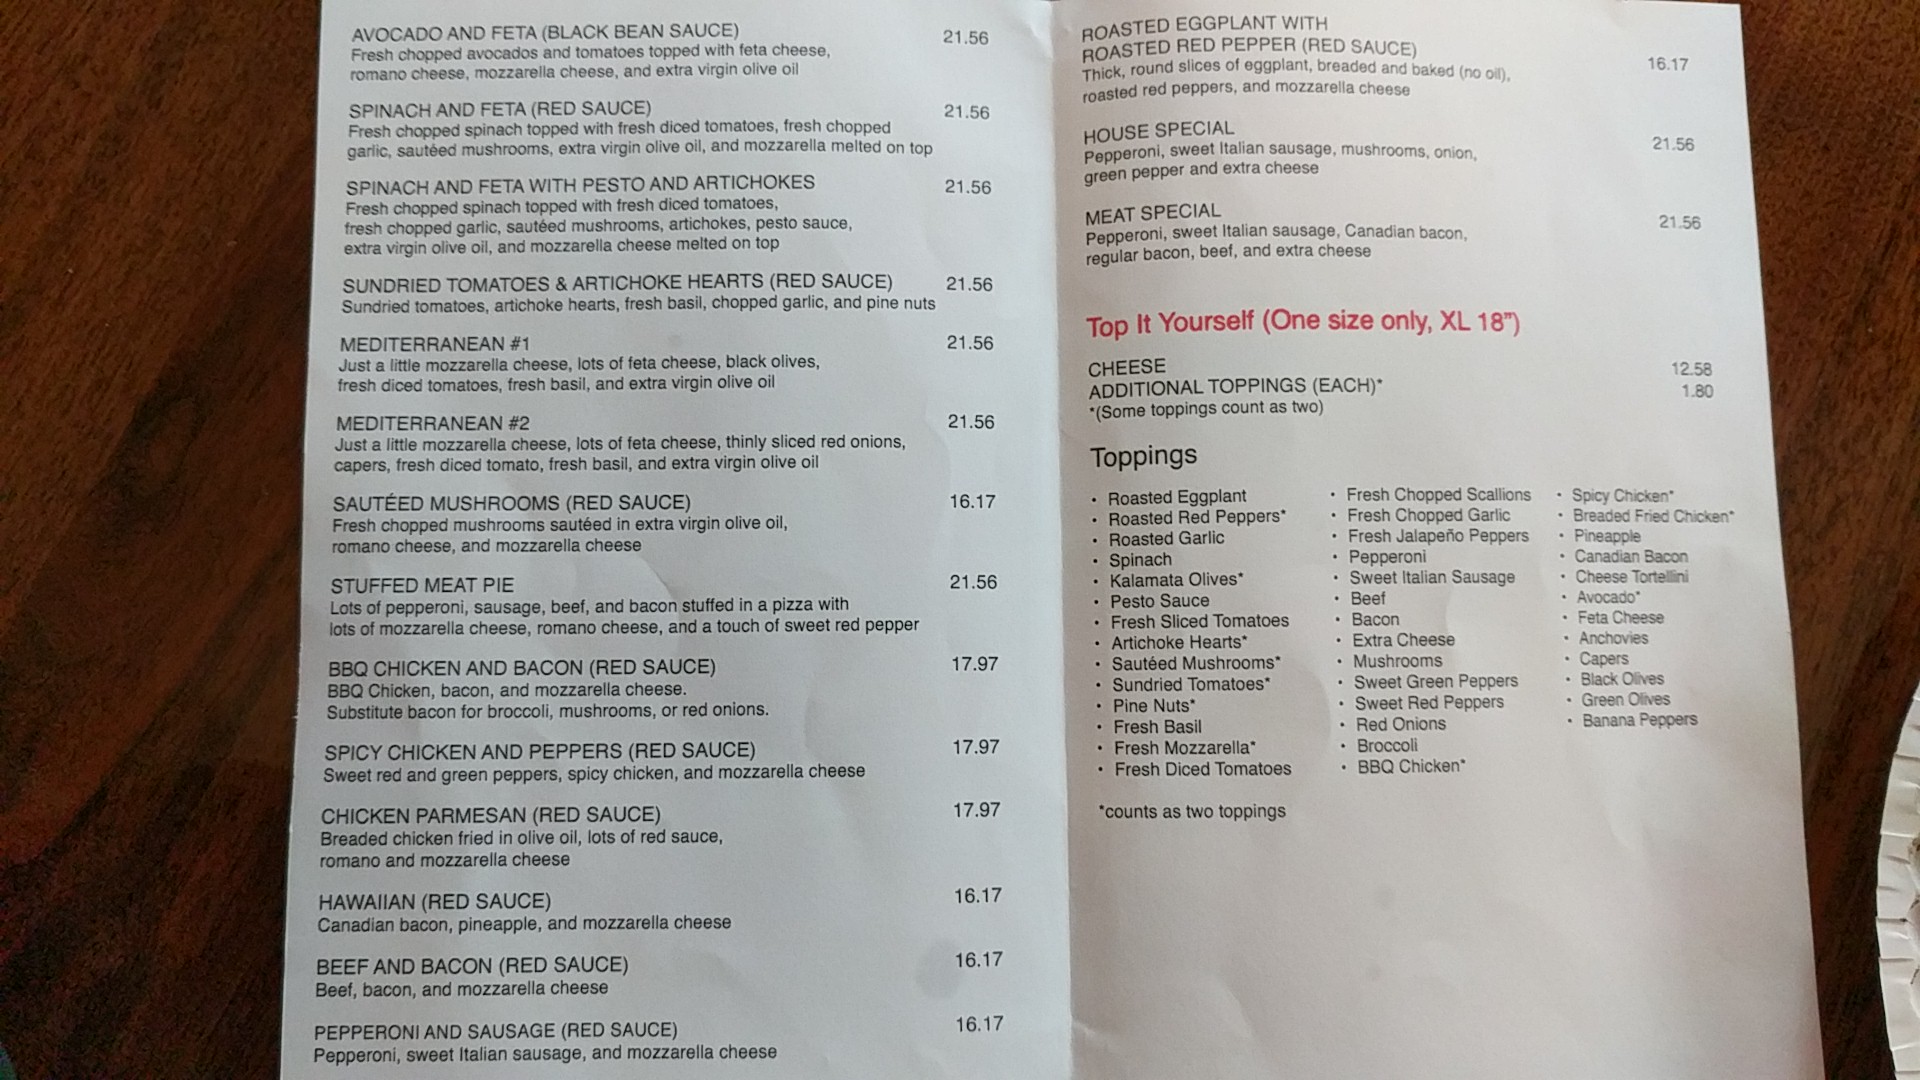 AVOCADO AND FETA (BLACK BEAN SAUCE) 21.56
Fresh chopped avocados and tomatoes topped with feta cheese,
romano cheese, mozzarella cheese, and extra virgin olive oil
SPINACH AND FETA (RED SAUCE) 21.56
Fresh chopped spinach topped with fresh diced tomatoes, fresh chopped
garlic, sautéed mushrooms, extra virgin olive oil, and mozzarella melted on top
SPINACH AND FETA WITH PESTO AND ARTICHOKES 21.56
Fresh chopped spinach topped with fresh diced tomatoes,
fresh chopped garlic, sautéed mushrooms, artichokes, pesto sauce,
extra virgin olive oil, and mozzarella cheese melted on top
SUNDRIED TOMATOES & ARTICHOKE HEARTS (RED SAUCE) 21.56
Sundried tomatoes, artichoke hearts, fresh basil, chopped garlic, and pine nuts
MEDITERRANEAN #1 21.56
Just a little mozzarella cheese, lots of feta cheese, black olives,
fresh diced tomatoes, fresh basil, and extra virgin olive oil
MEDITERRANEAN #2 21.56
Just a little mozzarella cheese, lots of feta cheese, thinly sliced red onions,
capers, fresh diced tomato, fresh basil, and extra virgin olive oil
SAUTÉED MUSHROOMS (RED SAUCE) 16.17
Fresh chopped mushrooms sautéed in extra virgin olive oil,
romano cheese, and mozzarella cheese
STUFFED MEAT PIE 21.56
Lots of pepperoni, sausage, beef, and bacon stuffed in a pizza with
lots of mozzarella cheese, romano cheese, and a touch of sweet red pepper
BBQ CHICKEN AND BACON (RED SAUCE) 17.97
BBQ Chicken, bacon, and mozzarella cheese.
Substitute bacon for broccoli, mushrooms, or red onions.
SPICY CHICKEN AND PEPPERS (RED SAUCE) 17.97
Sweet red and green peppers, spicy chicken, and mozzarella cheese
CHICKEN PARMESAN (RED SAUCE) 17.97
Breaded chicken fried in olive oil, lots of red sauce,
romano and mozzarella cheese
HAWAIIAN (RED SAUCE) 16.17
Canadian bacon, pineapple, and mozzarella cheese
BEEF AND BACON (RED SAUCE) 16.17
Beef, bacon, and mozzarella cheese
PEPPERONI AND SAUSAGE (RED SAUCE) 16.17
Pepperoni, sweet Italian sausage, and mozzarella cheese
ROASTED EGGPLANT WITH
ROASTED RED PEPPER (RED SAUCE) 16.17
Thick, round slices of eggplant, breaded and baked (no oil),
roasted red peppers, and mozzarella cheese
HOUSE SPECIAL 21.56
Pepperoni, sweet Italian sausage, mushrooms, onion,
green pepper and extra cheese
MEAT SPECIAL 21.56
Pepperoni, sweet Italian sausage, Canadian bacon,
regular bacon, beef, and extra cheese
Top It Yourself (One size only, XL 18")
CHEESE 12.58
ADDITIONAL TOPPINGS (EACH)* 1.80
*(Some toppings count as two)
Toppings
• Roasted Eggplant
• Roasted Red Peppers*
• Roasted Garlic
• Spinach
• Kalamata Olives*
• Pesto Sauce
• Fresh Sliced Tomatoes
• Artichoke Hearts*
• Sautéed Mushrooms*
• Sundried Tomatoes*
• Pine Nuts*
• Fresh Basil
• Fresh Mozzarella*
• Fresh Diced Tomatoes
• Fresh Chopped Scallions
• Fresh Chopped Garlic
• Fresh Jalapeño Peppers
• Pepperoni
• Sweet Italian Sausage
• Beef
• Bacon
• Extra Cheese
• Mushrooms
• Sweet Green Peppers
• Sweet Red Peppers
• Red Onions
• Broccoli
• BBQ Chicken*
• Spicy Chicken*
• Breaded Fried Chicken*
• Pineapple
• Canadian Bacon
• Cheese Tortellini
• Avocado*
• Feta Cheese
• Anchovies
• Capers
• Black Olives
• Green Olives
• Banana Peppers
*counts as two toppings